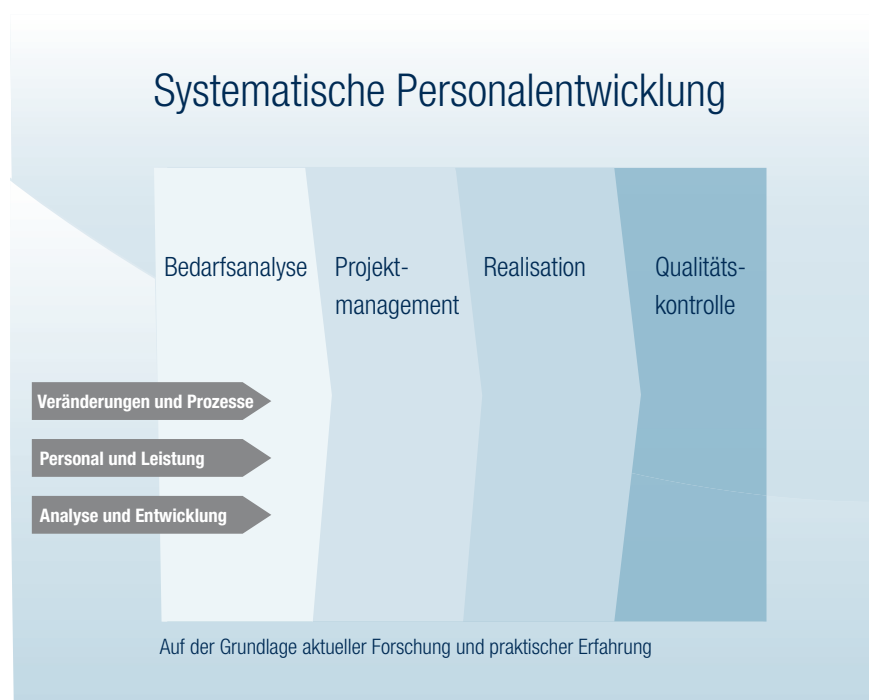 Systematische Personalentwicklung
Bedarfsanalyse
Projekt-
management
Realisation
Qualitäts-
kontrolle
Veränderungen und Prozesse
Personal und Leistung
Analyse und Entwicklung
Auf der Grundlage aktueller Forschung und praktischer Erfahrung